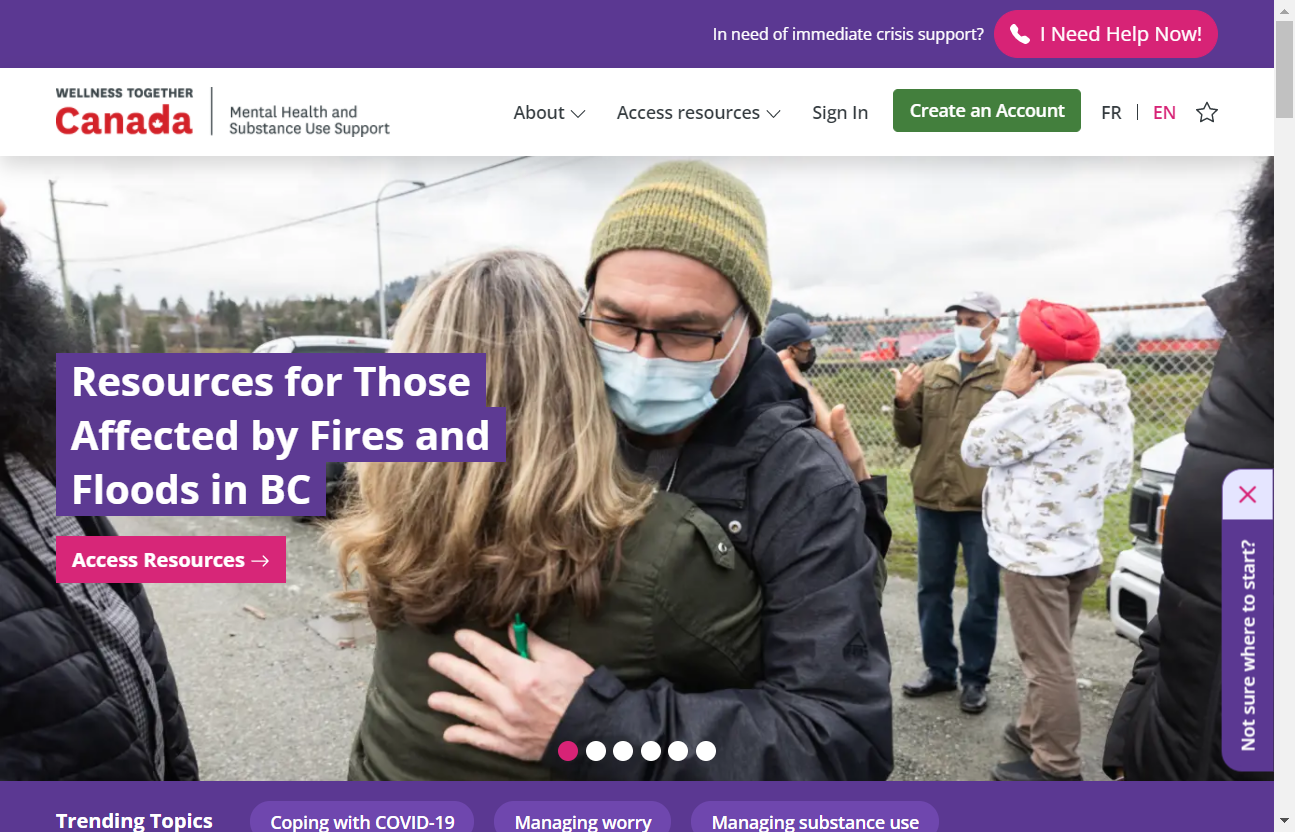 In need of immediate crisis support?
I Need Help Now!
WELLNESS TOGETHER
Canada
Mental Health and
Substance Use Support
About
Access resources
Sign In
Create an Account
FR
EN
Resources for Those
Affected by Fires and
Floods in BC
Access Resources →
Not sure where to start?
Trending Topics
Coping with COVID-19
Managing worry
Managing substance use